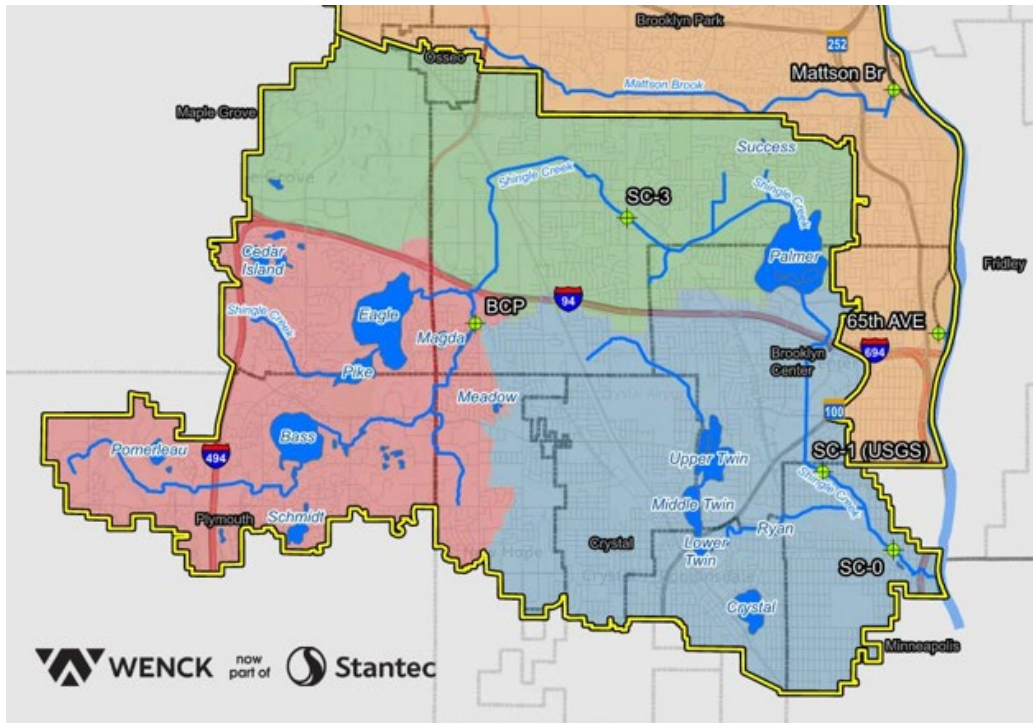 Brooklyn Park
252
Osseo
Mattson Br
Mattson Brook
Maple Grove
Success
Shingle Creek
Shingle Creek
SC-3
Cedar
Island
Palmer
Fridley
Eagle
94
BCP
Shingle Creek
Magda
65th AVE
694
Brooklyn
Center
Pike
Meadow
100
Bass
Pomerleau
494
Upper Twin
SC-1 (USGS)
Shingle Creek
Middle Twin
Schmidt
Plymouth
Ryan
Lower
Twin
Crystal
New Hope
SC-0
Crystal
Crystal
Minneapolis
WENCK now part of Stantec